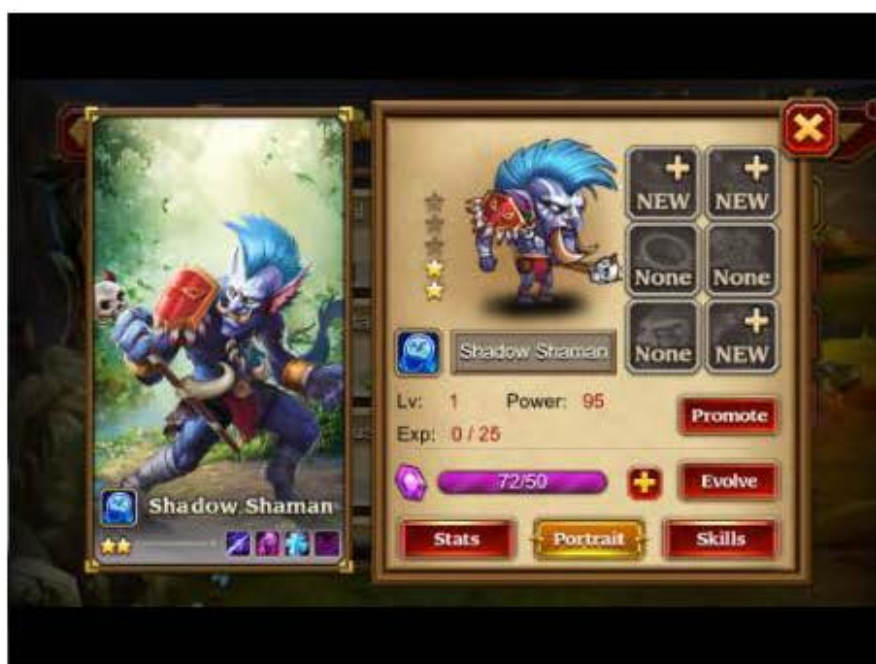 Shadow Shaman
NEW
NEW
None
None
None
NEW
Shadow Shaman
Lv: 1 Power: 95
Exp: 0 / 25
Promote
72/50
Evolve
Stats
Portrait
Skills